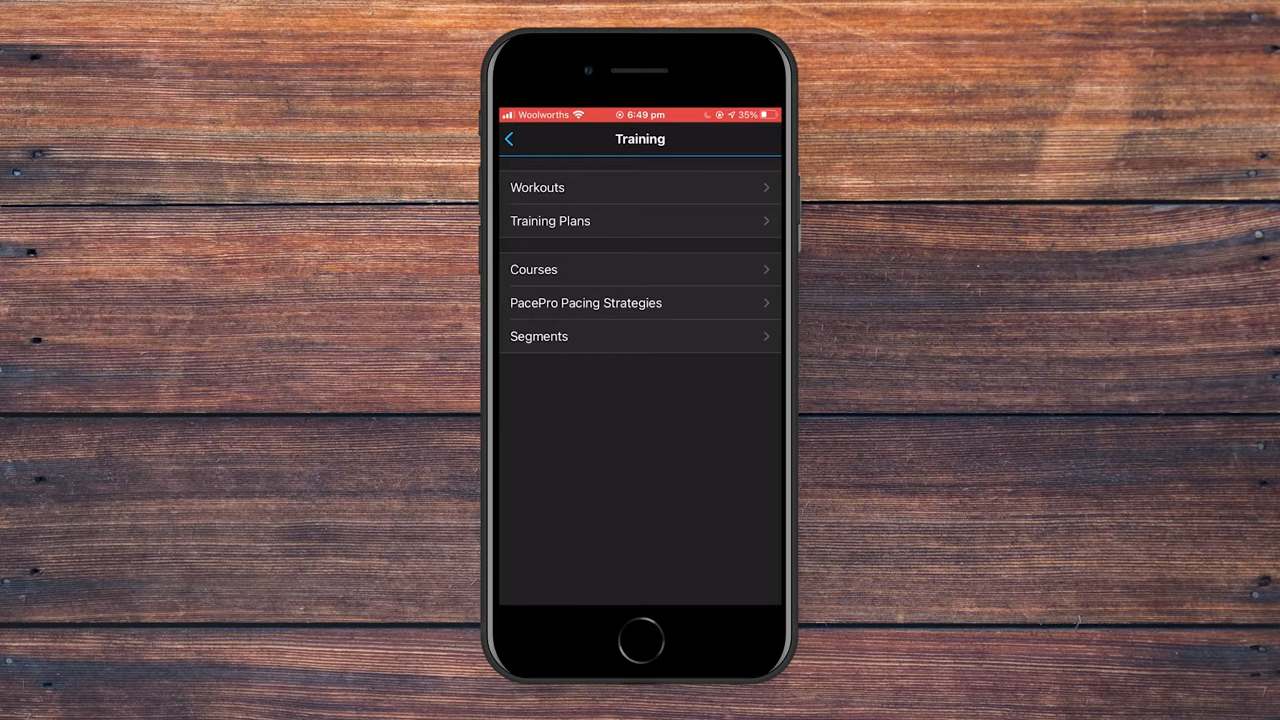 Woolworths 6:49 pm 35%
Training
Workouts
Training Plans
Courses
PacePro Pacing Strategies
Segments